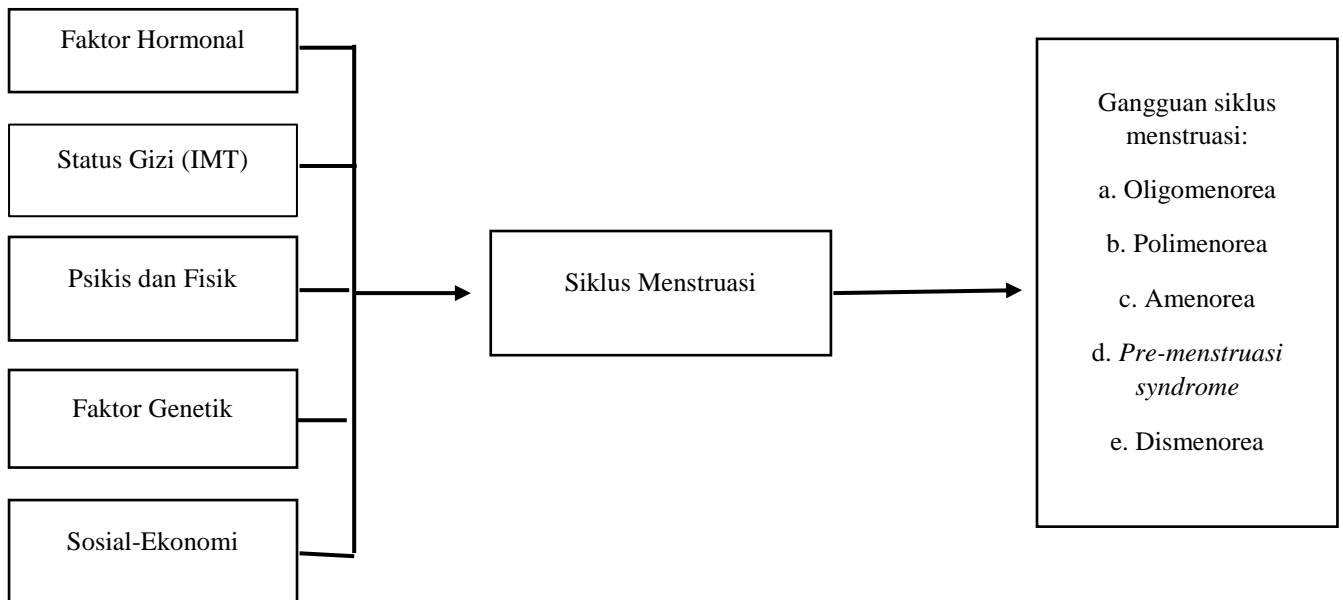 Faktor Hormonal
Status Gizi (IMT)
Psikis dan Fisik
Faktor Genetik
Sosial-Ekonomi
Siklus Menstruasi
Gangguan siklus
menstruasi:
a. Oligomenorea
b. Polimenorea
c. Amenorea
d. Pre-menstruasi
syndrome
e. Dismenorea